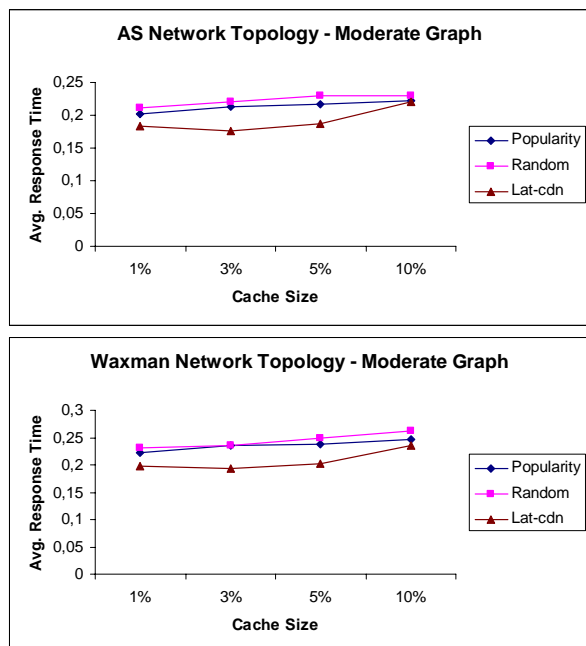 AS Network Topology - Moderate Graph
0,25
0,2
0,15
0,1
0,05
0
Avg. Response Time
1% 3% 5% 10%
Cache Size
Popularity
Random
Lat-cdn
Waxman Network Topology - Moderate Graph
0,3
0,25
0,2
0,15
0,1
0,05
0
Avg. Response Time
1% 3% 5% 10%
Cache Size
Popularity
Random
Lat-cdn